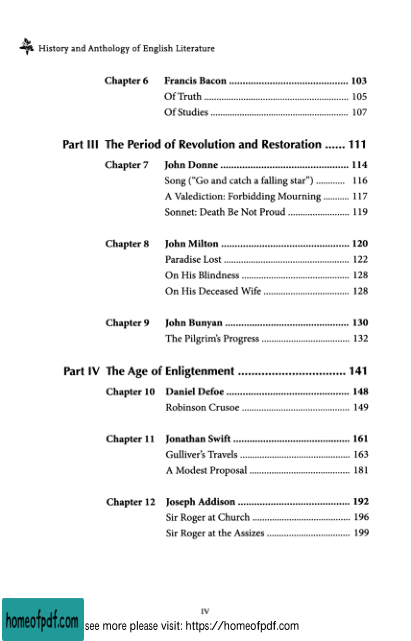 History and Anthology of English Literature
Chapter 6 Francis Bacon ............................................ 103
Of Truth ..................................................... 105
Of Studies ................................................... 107
Part III The Period of Revolution and Restoration ...... 111
Chapter 7 John Donne ............................................... 114
Song ("Go and catch a falling star") ............ 116
A Valediction: Forbidding Mourning .......... 117
Sonnet: Death Be Not Proud ....................... 119
Chapter 8 John Milton ............................................... 120
Paradise Lost ............................................... 122
On His Blindness ........................................ 128
On His Deceased Wife ................................ 128
Chapter 9 John Bunyan .............................................. 130
The Pilgrim's Progress ................................. 132
Part IV The Age of Enligtenment ................................ 141
Chapter 10 Daniel Defoe ............................................. 148
Robinson Crusoe ........................................ 149
Chapter 11 Jonathan Swift ........................................... 161
Gulliver's Travels ......................................... 163
A Modest Proposal ..................................... 181
Chapter 12 Joseph Addison ......................................... 192
Sir Roger at Church .................................... 196
Sir Roger at the Assizes ............................... 199
IV
homeofpdf.com
see more please visit: https://homeofpdf.com